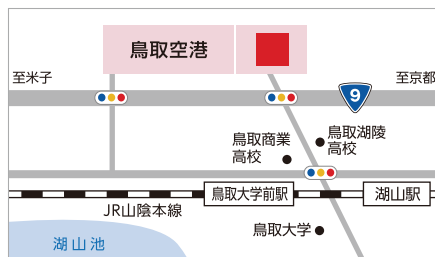 鳥取空港
至米子
至京都
9
鳥取商業
高校
鳥取湖陵
高校
鳥取大学前駅
湖山駅
JR山陰本線
鳥取大学
湖山池